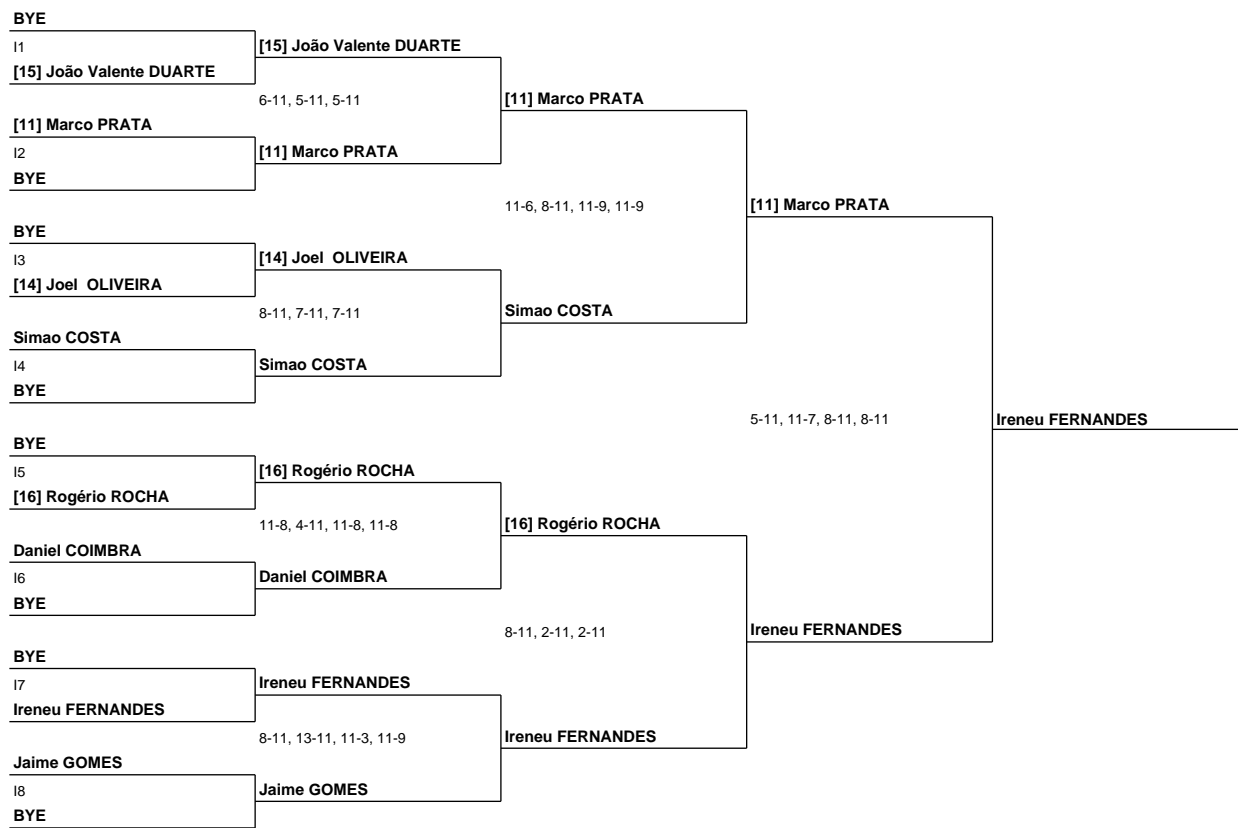 BYE
I1
[15] João Valente DUARTE
[15] João Valente DUARTE
6-11, 5-11, 5-11
[11] Marco PRATA
[11] Marco PRATA
I2
[11] Marco PRATA
BYE
11-6, 8-11, 11-9, 11-9
[11] Marco PRATA
BYE
I3
[14] Joel  OLIVEIRA
[14] Joel  OLIVEIRA
8-11, 7-11, 7-11
Simao COSTA
Simao COSTA
I4
Simao COSTA
BYE
5-11, 11-7, 8-11, 8-11
Ireneu FERNANDES
BYE
I5
[16] Rogério ROCHA
[16] Rogério ROCHA
11-8, 4-11, 11-8, 11-8
[16] Rogério ROCHA
Daniel COIMBRA
I6
Daniel COIMBRA
BYE
8-11, 2-11, 2-11
Ireneu FERNANDES
BYE
I7
Ireneu FERNANDES
Ireneu FERNANDES
8-11, 13-11, 11-3, 11-9
Ireneu FERNANDES
Jaime GOMES
I8
Jaime GOMES
BYE